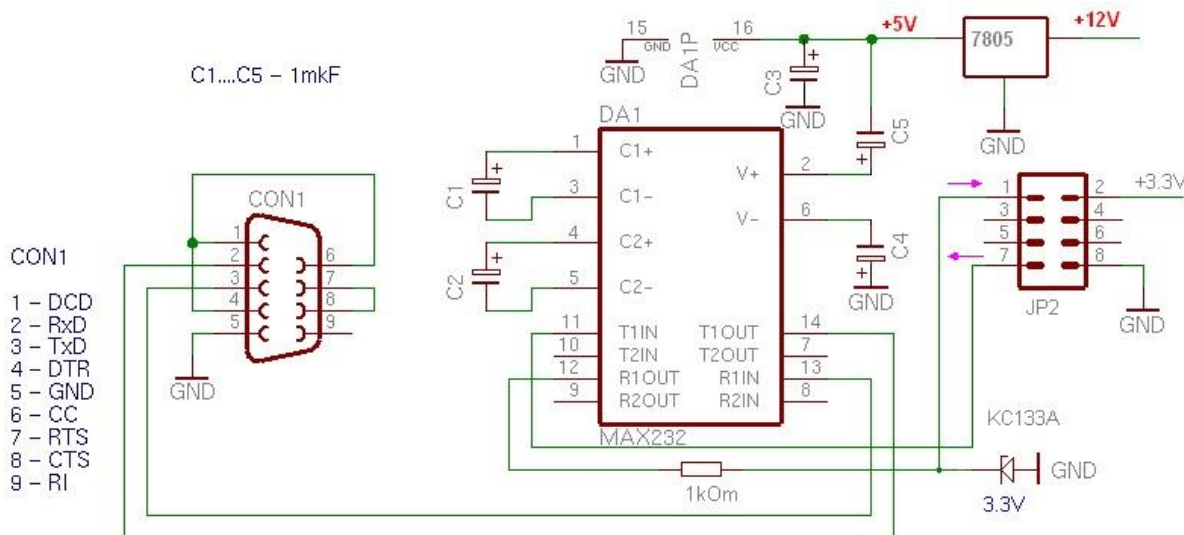 C1....C5 – 1mkF
15
GND
GND
DA1P
16
VCC
+5V
7805
+12V
GND
C3
GND
C5
DA1
1
C1+
3
C1-
4
C2+
5
C2-
11
T1IN
10
T2IN
12
R1OUT
9
R2OUT
V+
2
V-
6
T1OUT
14
T2OUT
7
R1IN
13
R2IN
8
MAX232
+
C1
+
C2
+
+
+
C4
GND
CON1
1
2
3
4
5
6
7
8
9
GND
CON1
1 – DCD
2 – RxD
3 – TxD
4 – DTR
5 – GND
6 – CC
7 – RTS
8 – CTS
9 – RI
1
2
+3.3V
3
4
5
6
7
8
JP2
GND
KC133A
GND
3.3V
1kOm